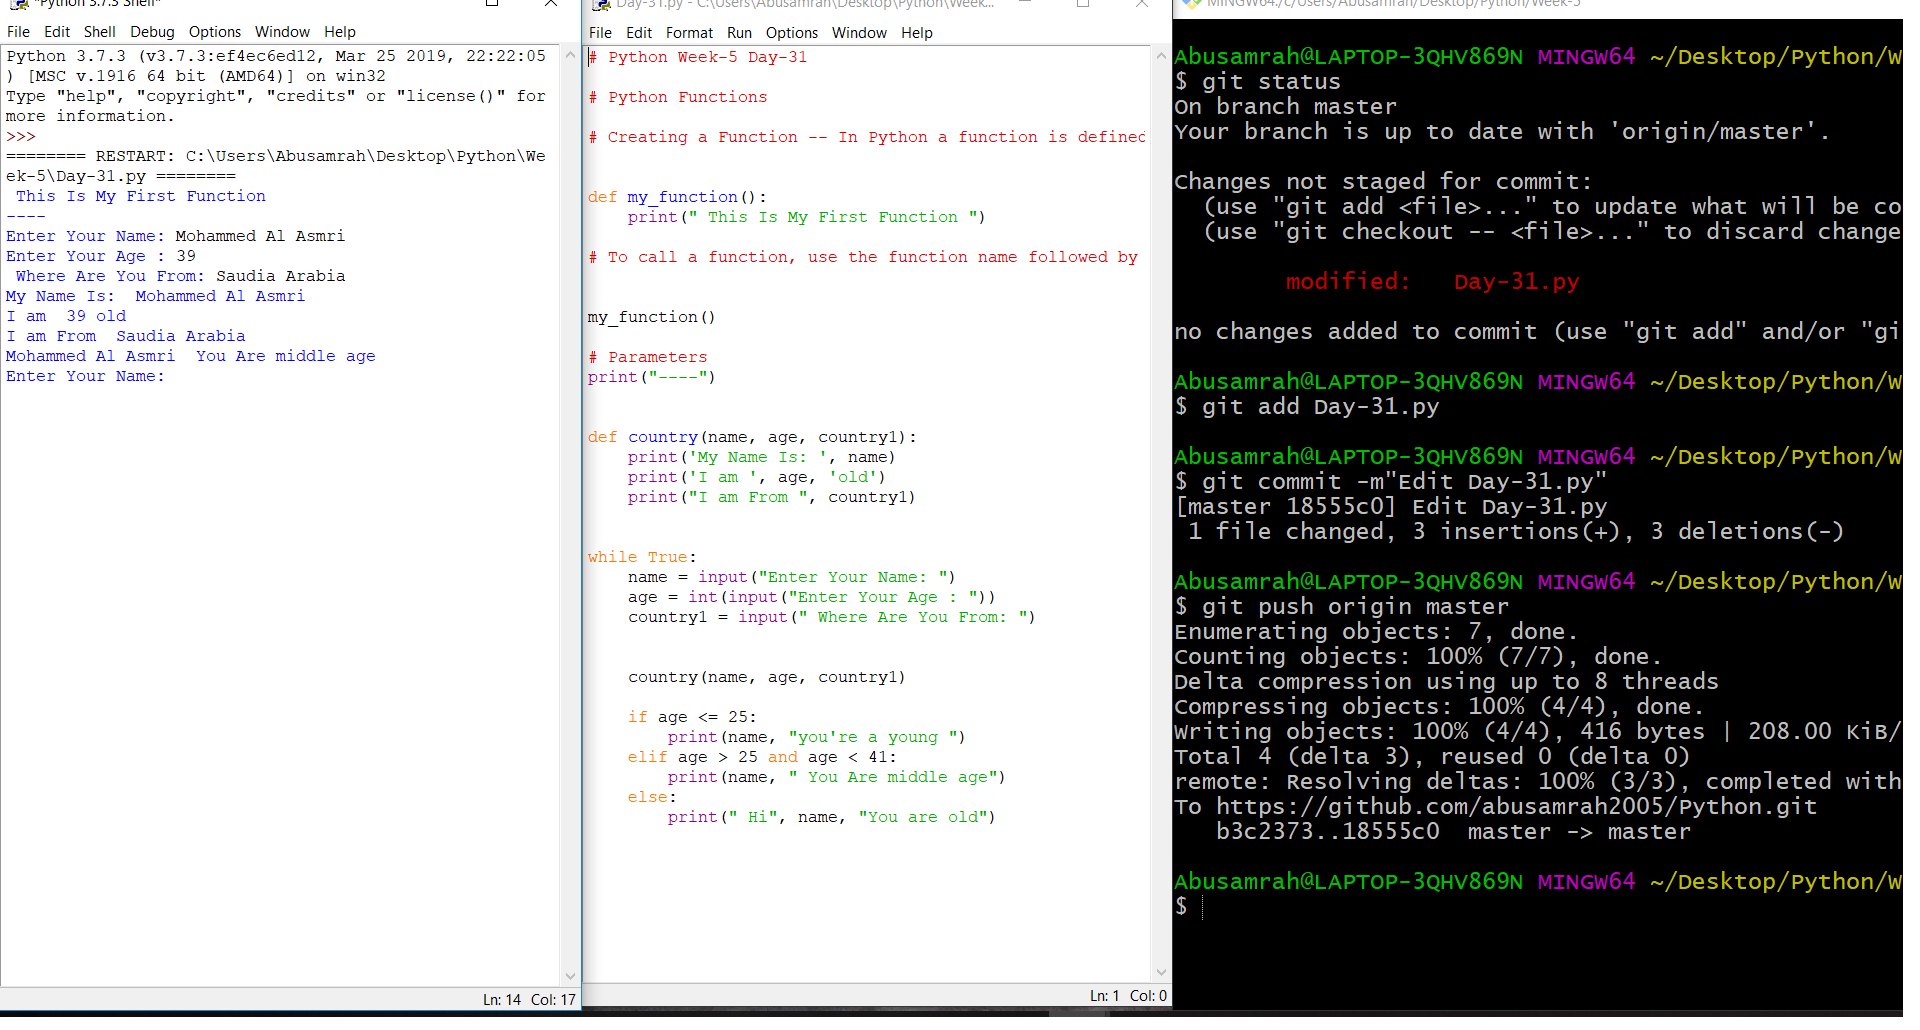 *Python 3.7.3 Shell*
File Edit Shell Debug Options Window Help
Python 3.7.3 (v3.7.3:ef4ec6ed12, Mar 25 2019, 22:22:05
) [MSC v.1916 64 bit (AMD64)] on win32
Type "help", "copyright", "credits" or "license()" for
more information.
>>>
======== RESTART: C:\Users\Abusamrah\Desktop\Python\We
ek-5\Day-31.py ========
 This Is My First Function
----
Enter Your Name: Mohammed Al Asmri
Enter Your Age : 39
 Where Are You From: Saudia Arabia
My Name Is:  Mohammed Al Asmri
I am  39 old
I am From  Saudia Arabia
Mohammed Al Asmri  You Are middle age
Enter Your Name:
Ln: 14 Col: 17
Day-31.py - C:\Users\Abusamrah\Desktop\Python\Week...
File Edit Format Run Options Window Help
# Python Week-5 Day-31
# Python Functions
# Creating a Function -- In Python a function is defined
def my_function():
    print(" This Is My First Function ")
# To call a function, use the function name followed by
my_function()
# Parameters
print("----")
def country(name, age, country1):
    print('My Name Is: ', name)
    print('I am ', age, 'old')
    print("I am From ", country1)
while True:
    name = input("Enter Your Name: ")
    age = int(input("Enter Your Age : "))
    country1 = input(" Where Are You From: ")
    country(name, age, country1)
    if age <= 25:
        print(name, "you're a young ")
    elif age > 25 and age < 41:
        print(name, " You Are middle age")
    else:
        print(" Hi", name, "You are old")
Ln: 1 Col: 0
MINGW64:/c/Users/Abusamrah/Desktop/Python/Week-5
Abusamrah@LAPTOP-3QHV869N MINGW64 ~/Desktop/Python/W
$ git status
On branch master
Your branch is up to date with 'origin/master'.
Changes not staged for commit:
  (use "git add <file>..." to update what will be co
  (use "git checkout -- <file>..." to discard change
        modified:   Day-31.py
no changes added to commit (use "git add" and/or "gi
Abusamrah@LAPTOP-3QHV869N MINGW64 ~/Desktop/Python/W
$ git add Day-31.py
Abusamrah@LAPTOP-3QHV869N MINGW64 ~/Desktop/Python/W
$ git commit -m"Edit Day-31.py"
[master 18555c0] Edit Day-31.py
 1 file changed, 3 insertions(+), 3 deletions(-)
Abusamrah@LAPTOP-3QHV869N MINGW64 ~/Desktop/Python/W
$ git push origin master
Enumerating objects: 7, done.
Counting objects: 100% (7/7), done.
Delta compression using up to 8 threads
Compressing objects: 100% (4/4), done.
Writing objects: 100% (4/4), 416 bytes | 208.00 KiB/
Total 4 (delta 3), reused 0 (delta 0)
remote: Resolving deltas: 100% (3/3), completed with
To https://github.com/abusamrah2005/Python.git
   b3c2373..18555c0  master -> master
Abusamrah@LAPTOP-3QHV869N MINGW64 ~/Desktop/Python/W
$